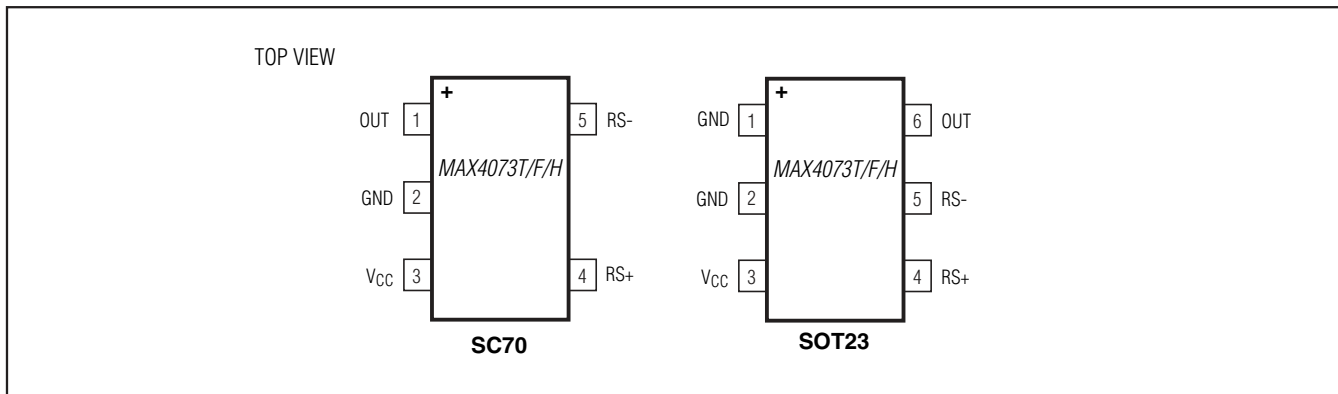 TOP VIEW
+
OUT 1
5 RS-
MAX4073T/F/H
GND 2
VCC 3
4 RS+
SC70
+
GND 1
6 OUT
MAX4073T/F/H
GND 2
5 RS-
VCC 3
4 RS+
SOT23